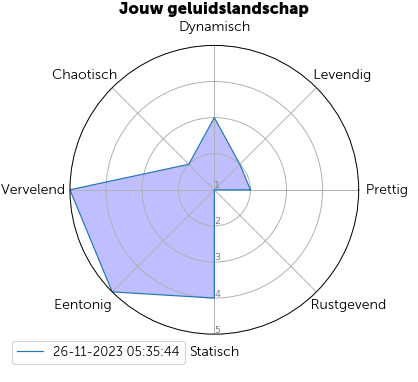 Jouw geluidslandschap
Dynamisch
Chaotisch
Levendig
Vervelend
1
Prettig
2
3
4
Eentonig
Rustgevend
5
26-11-2023 05:35:44
Statisch